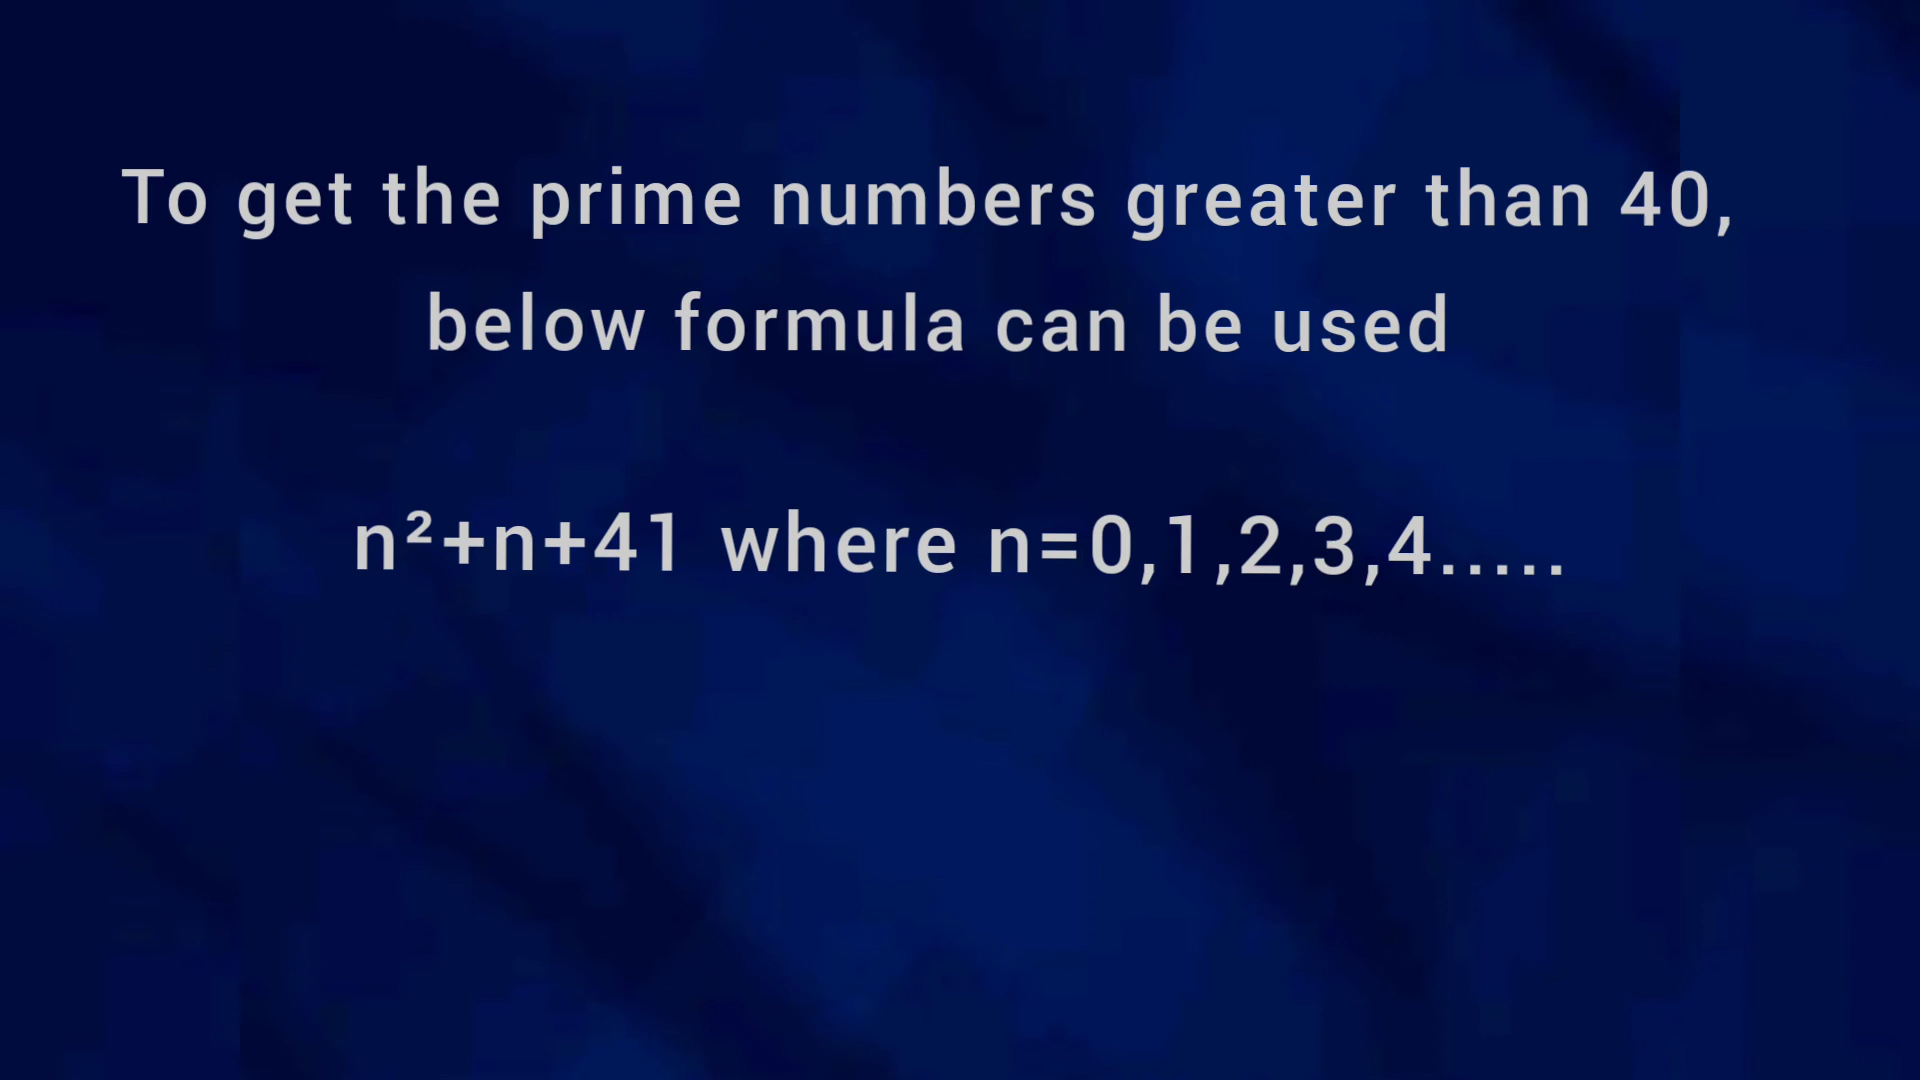 To get the prime numbers greater than 40,
below formula can be used
n²+n+41 where n=0,1,2,3,4.....